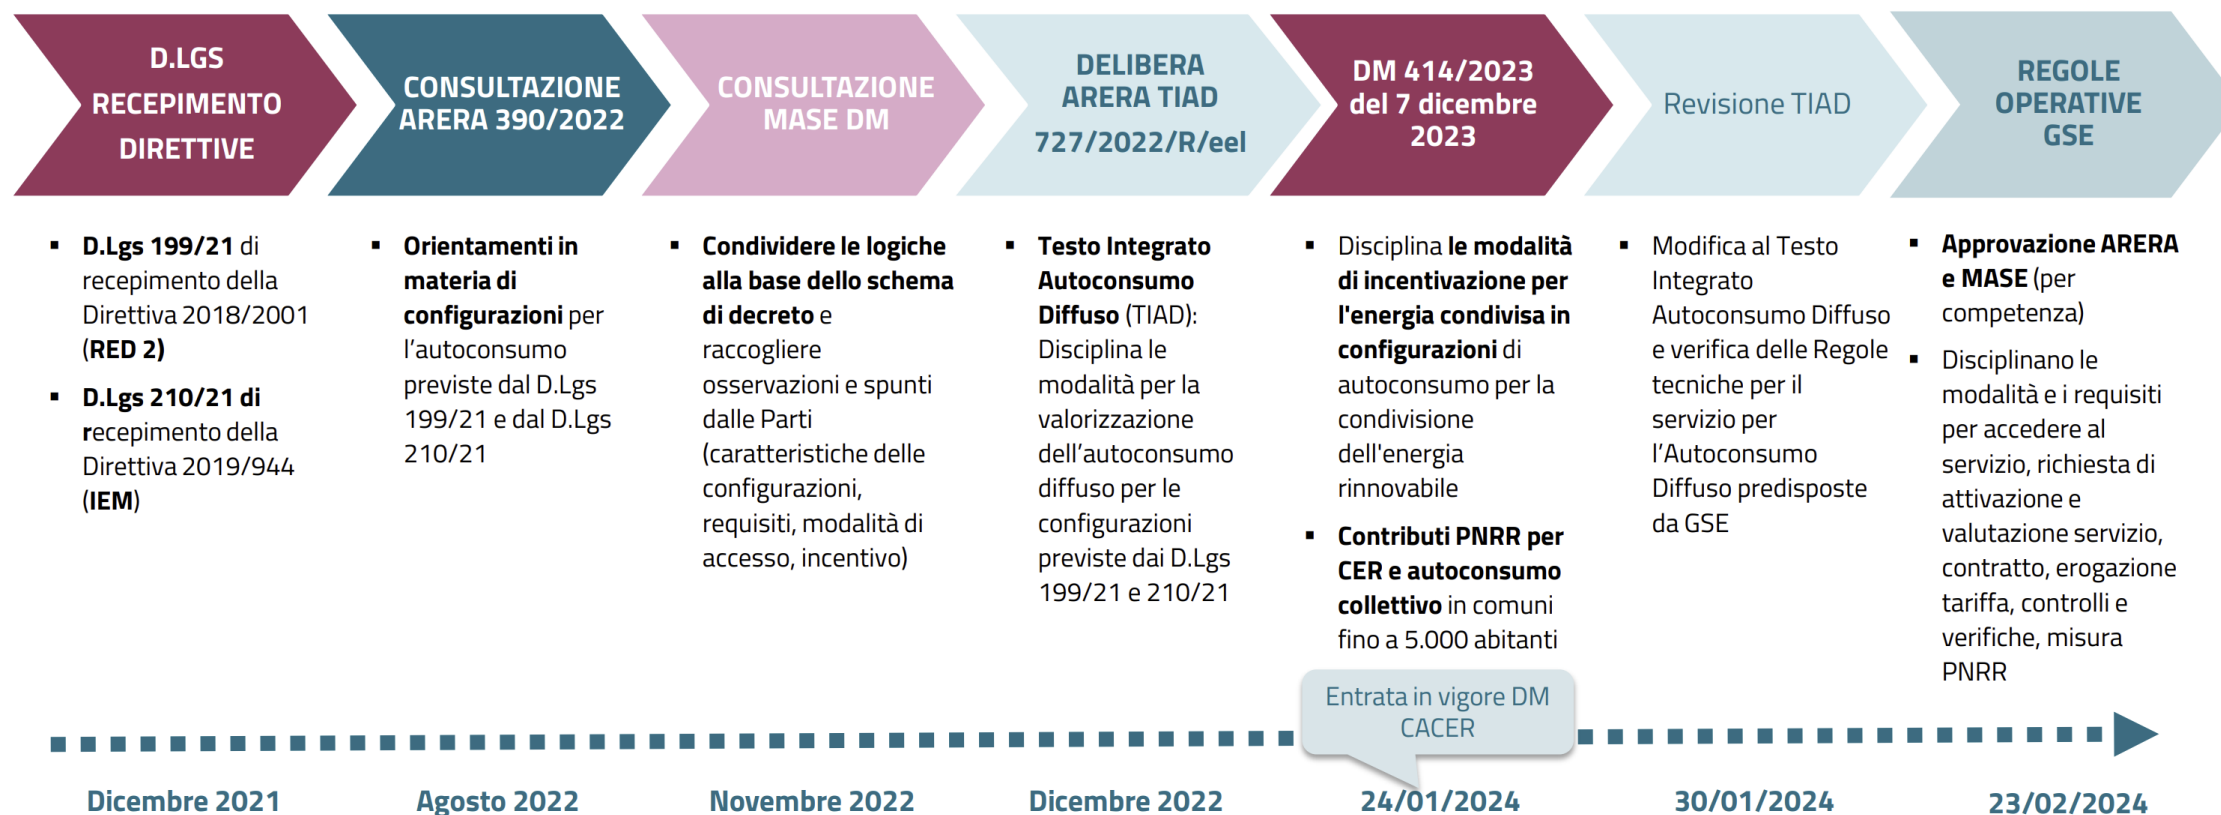 D.LGS
RECEPIMENTO
DIRETTIVE
CONSULTAZIONE
ARERA 390/2022
CONSULTAZIONE
MASE DM
DELIBERA
ARERA TIAD
727/2022/R/eel
DM 414/2023
del 7 dicembre
2023
Revisione TIAD
REGOLE
OPERATIVE
GSE
▪ D.Lgs 199/21 di
recepimento della
Direttiva 2018/2001
(RED 2)
▪ D.Lgs 210/21 di
recepimento della
Direttiva 2019/944
(IEM)
▪ Orientamenti in
materia di
configurazioni per
l’autoconsumo
previste dal D.Lgs
199/21 e dal D.Lgs
210/21
▪ Condividere le logiche
alla base dello schema
di decreto e
raccogliere
osservazioni e spunti
dalle Parti
(caratteristiche delle
configurazioni,
requisiti, modalità di
accesso, incentivo)
▪ Testo Integrato
Autoconsumo
Diffuso (TIAD):
Disciplina le
modalità per la
valorizzazione
dell’autoconsumo
diffuso per le
configurazioni
previste dai D.Lgs
199/21 e 210/21
▪ Disciplina le modalità
di incentivazione per
l'energia condivisa in
configurazioni di
autoconsumo per la
condivisione
dell'energia
rinnovabile
▪ Contributi PNRR per
CER e autoconsumo
collettivo in comuni
fino a 5.000 abitanti
▪ Modifica al Testo
Integrato
Autoconsumo Diffuso
e verifica delle Regole
tecniche per il
servizio per
l’Autoconsumo
Diffuso predisposte
da GSE
▪ Approvazione ARERA
e MASE (per
competenza)
▪ Disciplinano le
modalità e i requisiti
per accedere al
servizio, richiesta di
attivazione e
valutazione servizio,
contratto, erogazione
tariffa, controlli e
verifiche, misura
PNRR
Entrata in vigore DM
CACER
Dicembre 2021
Agosto 2022
Novembre 2022
Dicembre 2022
24/01/2024
30/01/2024
23/02/2024